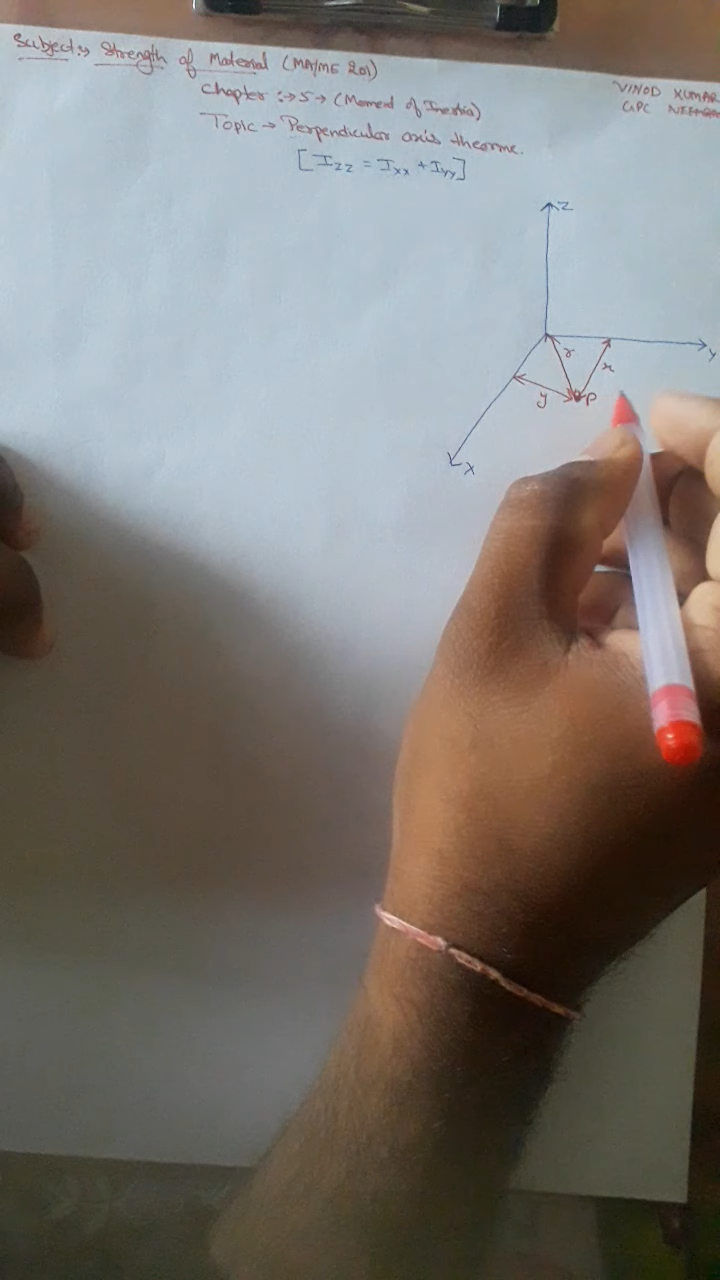 Subject:→ Strength of Material (MA/ME 201)
VINOD KUMAR
GPC
Chapter :→ 5 → (Moment of Inertia)
Topic → Perpendicular axis theorme.
[Izz = Ixx + Iyy]
Z
Y
r
x
y
P
X